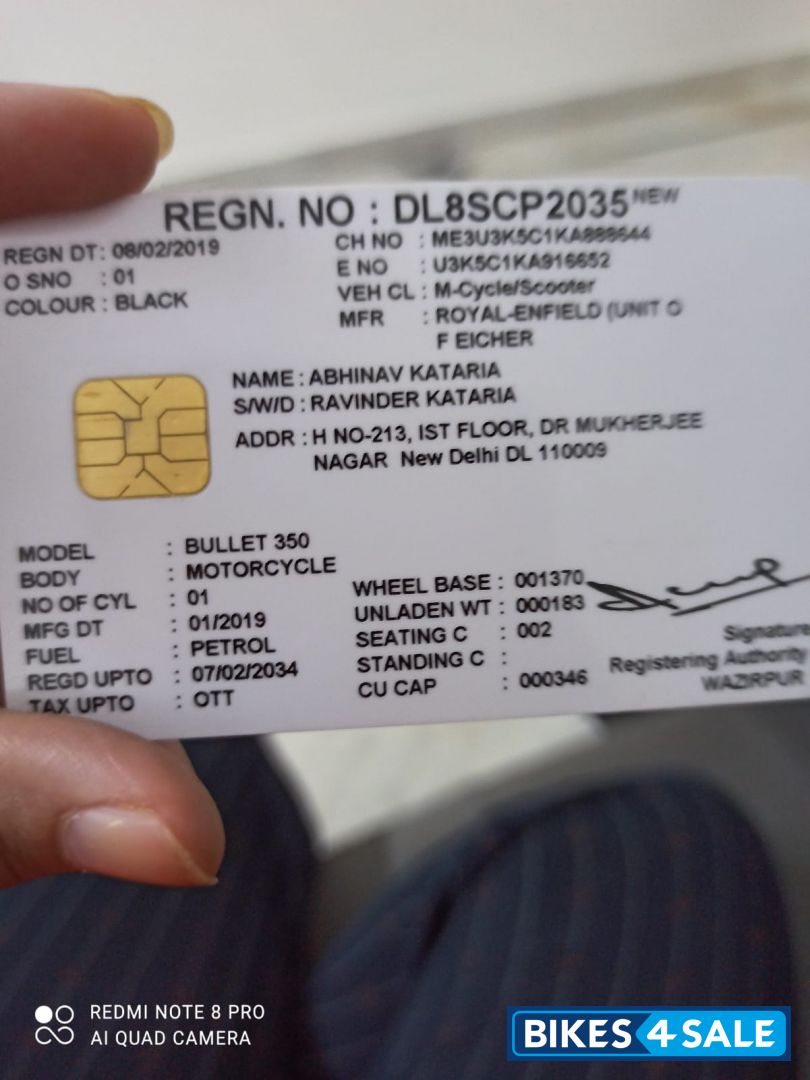 REGN. NO : DL8SCP2035 NEW
REGN DT: 08/02/2019
O SNO : 01
COLOUR : BLACK
CH NO : ME3U3K5C1KA889644
E NO : U3K5C1KA916652
VEH CL : M-Cycle/Scooter
MFR : ROYAL-ENFIELD (UNIT O
F EICHER
NAME : ABHINAV KATARIA
S/W/D : RAVINDER KATARIA
ADDR : H NO-213, IST FLOOR, DR MUKHERJEE
NAGAR New Delhi DL 110009
MODEL : BULLET 350
BODY : MOTORCYCLE
NO OF CYL : 01
MFG DT : 01/2019
FUEL : PETROL
REGD UPTO : 07/02/2034
TAX UPTO : OTT
WHEEL BASE : 001370
UNLADEN WT : 000183
SEATING C : 002
STANDING C :
CU CAP : 000346
Signature
Registering Authority
WAZIRPUR
REDMI NOTE 8 PRO
AI QUAD CAMERA
BIKES4SALE